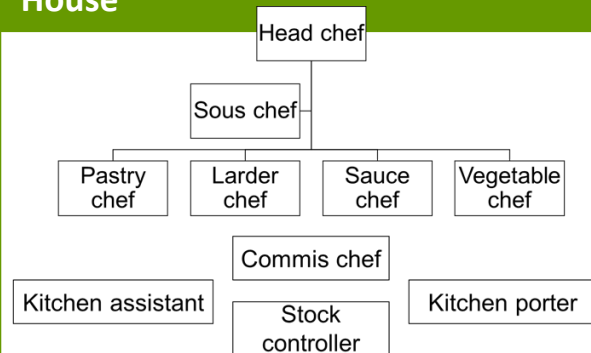 House
Head chef
Sous chef
Pastry
chef
Larder
chef
Sauce
chef
Vegetable
chef
Commis chef
Kitchen assistant
Kitchen porter
Stock
controller